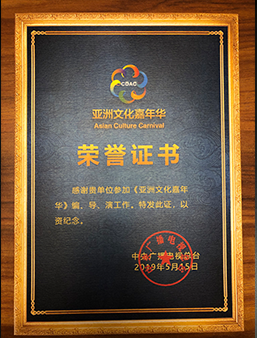 CDAC
亚洲文化嘉年华
Asian Culture Carnival
荣誉证书
感谢贵单位参加《亚洲文化嘉年
华》编、导、演工作。特发此证，以
资纪念。
中央广播电视总台
2019年5月15日